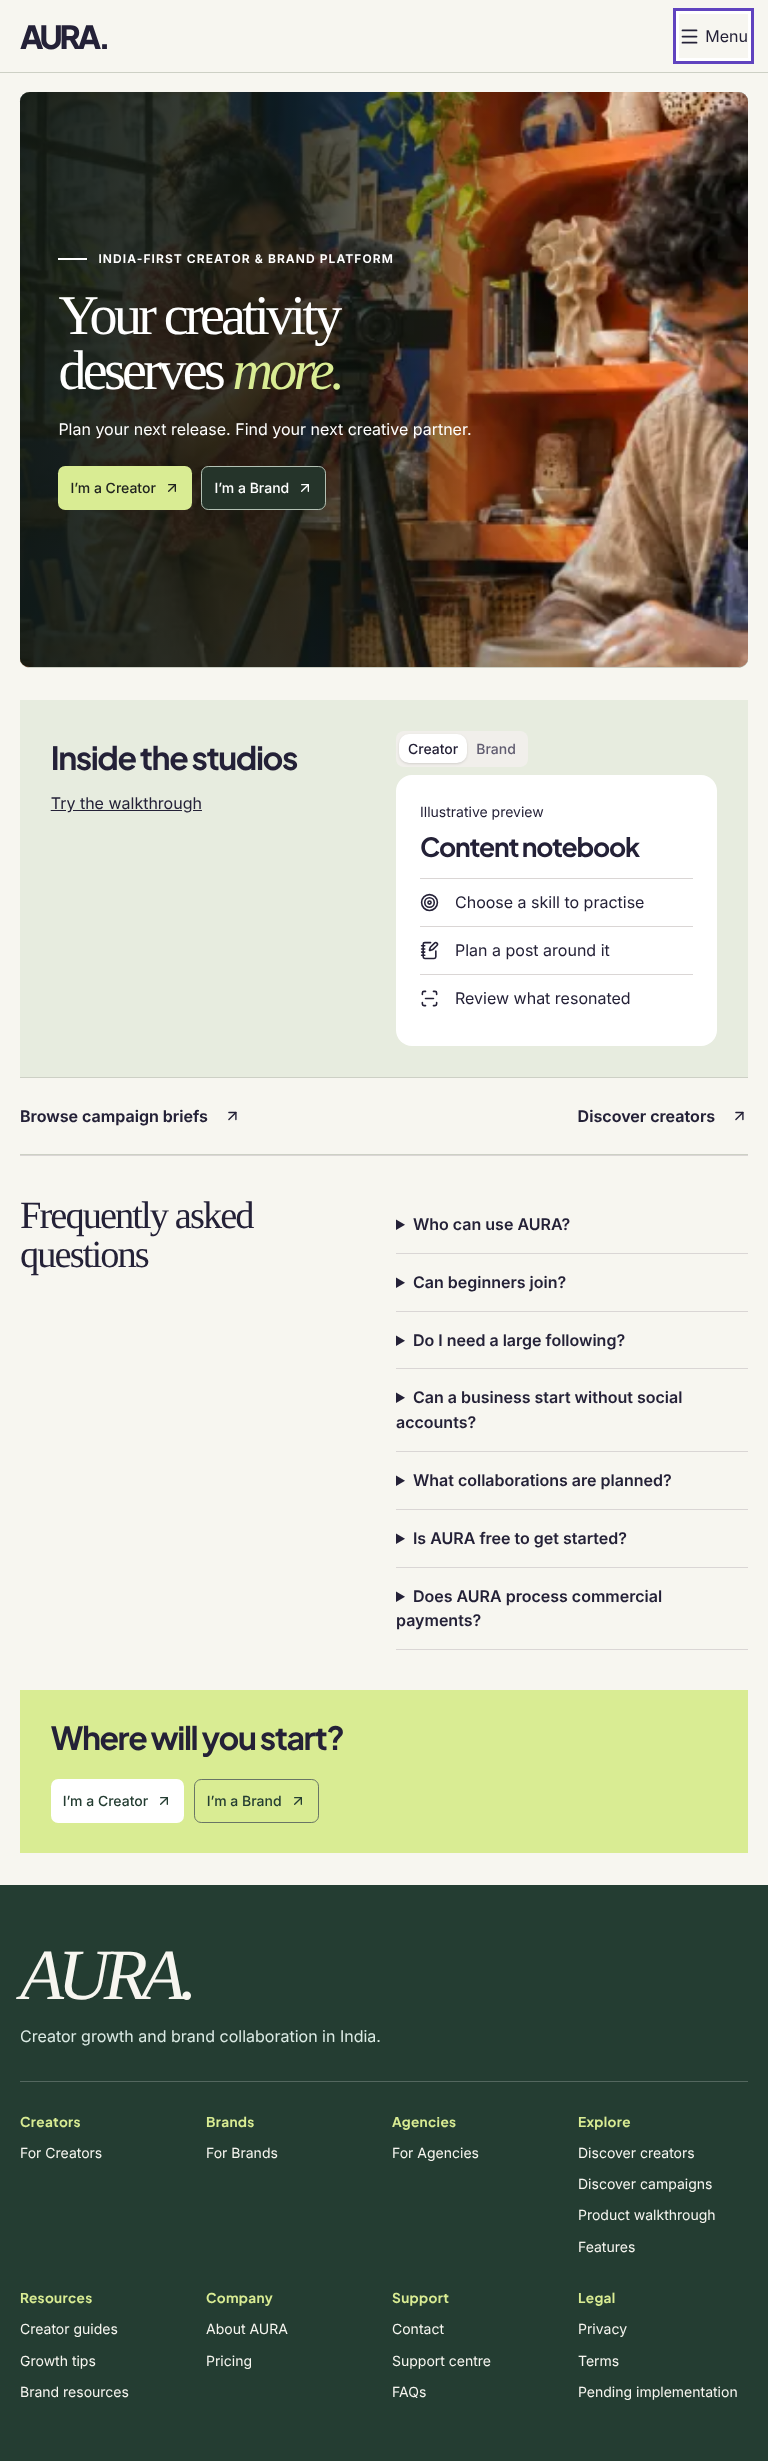 AURA.
Menu
INDIA-FIRST CREATOR & BRAND PLATFORM
Your creativity
deserves more.
Plan your next release. Find your next creative partner.
I’m a Creator
I’m a Brand
Inside the studios
Try the walkthrough
Creator
Brand
Illustrative preview
Content notebook
Choose a skill to practise
Plan a post around it
Review what resonated
Browse campaign briefs
Discover creators
Frequently asked
questions
Who can use AURA?
Can beginners join?
Do I need a large following?
Can a business start without social
accounts?
What collaborations are planned?
Is AURA free to get started?
Does AURA process commercial
payments?
Where will you start?
I’m a Creator
I’m a Brand
AURA.
Creator growth and brand collaboration in India.
Creators
For Creators
Brands
For Brands
Agencies
For Agencies
Explore
Discover creators
Discover campaigns
Product walkthrough
Features
Resources
Creator guides
Growth tips
Brand resources
Company
About AURA
Pricing
Support
Contact
Support centre
FAQs
Legal
Privacy
Terms
Pending implementation